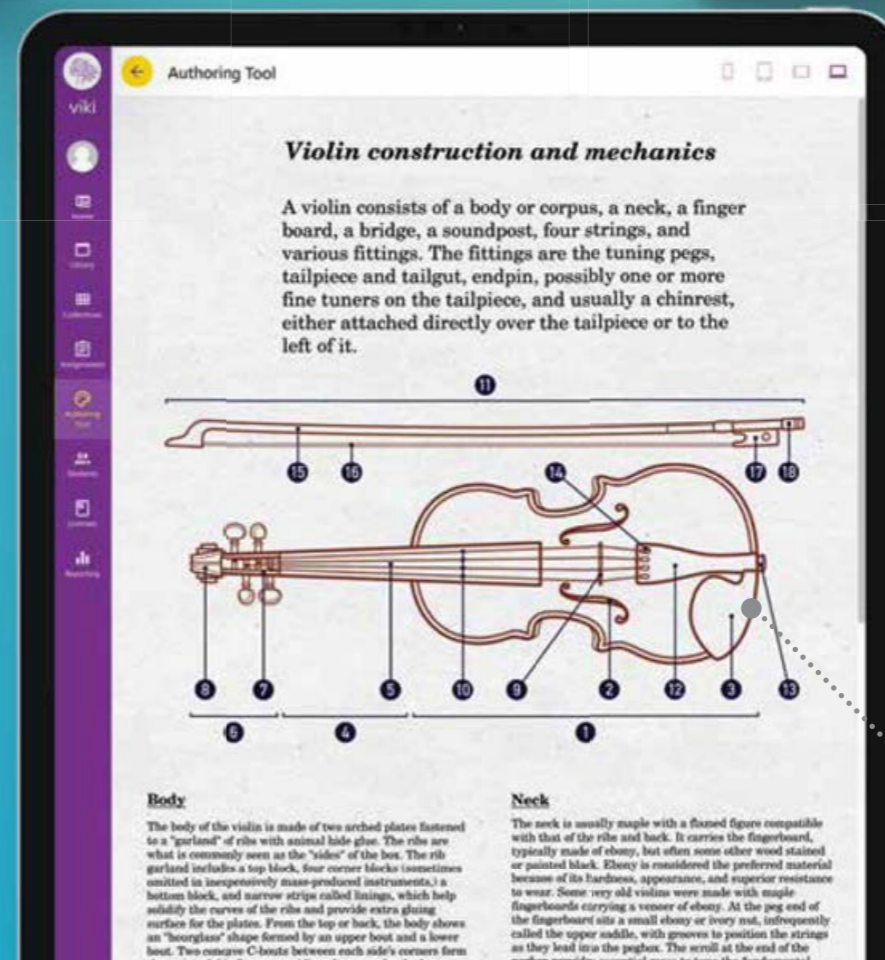 Authoring Tool
viki
Authoring
Tool
Violin construction and mechanics
A violin consists of a body or corpus, a neck, a finger
board, a bridge, a soundpost, four strings, and
various fittings. The fittings are the tuning pegs,
tailpiece and tailgut, endpin, possibly one or more
fine tuners on the tailpiece, and usually a chinrest,
either attached directly over the tailpiece or to the
left of it.
11
15 16 14 17 18
8 7 5 10 9 2 12 3 13
6 4 1
Body
The body of the violin is made of two arched plates fastened
to a "garland" of ribs with animal hide glue. The ribs are
what is commonly seen as the "sides" of the box. The rib
garland includes a top block, four corner blocks (sometimes
omitted in inexpensively mass-produced instruments,) a
bottom block, and narrow strips called linings, which help
solidify the curves of the ribs and provide extra gluing
surface for the plates. From the top or back, the body shows
an "hourglass" shape formed by an upper bout and a lower
bout. Two concave C-bouts between each side's corners form
Neck
The neck is usually maple with a flamed figure compatible
with that of the ribs and back. It carries the fingerboard,
typically made of ebony, but often some other wood stained
or painted black. Ebony is considered the preferred material
because of its hardness, appearance, and superior resistance
to wear. Some very old violins were made with maple
fingerboards carrying a veneer of ebony. At the peg end of
the fingerboard sits a small ebony or ivory nut, infrequently
called the upper saddle, with grooves to position the strings
as they lead into the pegbox. The scroll at the end of the